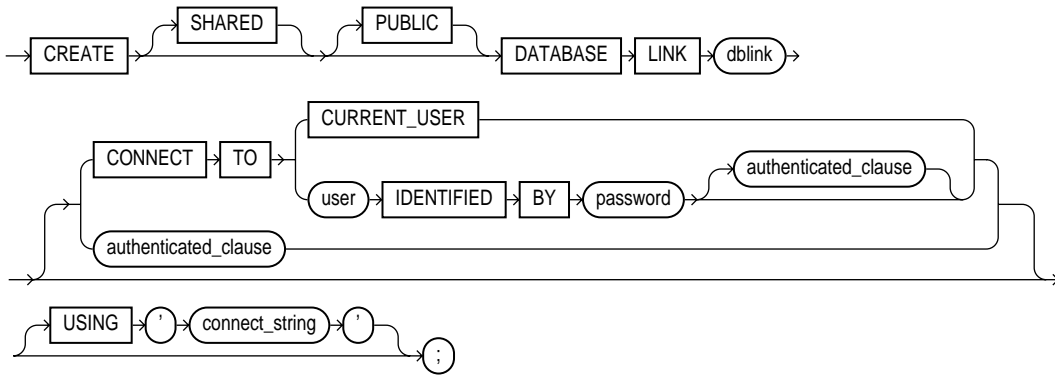 SHARED PUBLIC
CREATE DATABASE LINK dblink
CURRENT_USER
CONNECT TO authenticated_clause
user IDENTIFIED BY password
authenticated_clause
USING ' connect_string '
;